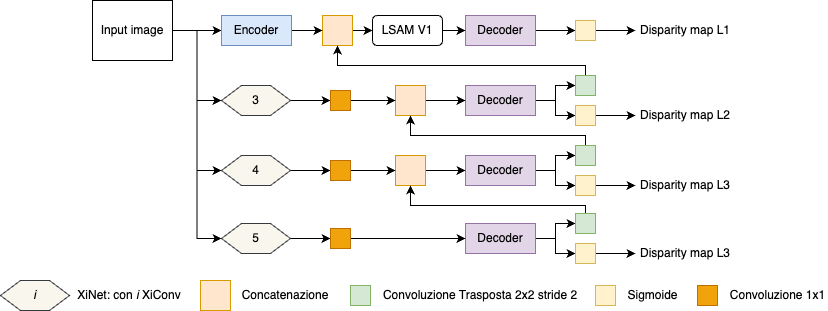 Input image
Encoder
LSAM V1
Decoder
Disparity map L1
3
Decoder
Disparity map L2
4
Decoder
Disparity map L3
5
Decoder
Disparity map L3
i
XiNet: con i XiConv
Concatenazione
Convoluzione Trasposta 2x2 stride 2
Sigmoide
Convoluzione 1x1